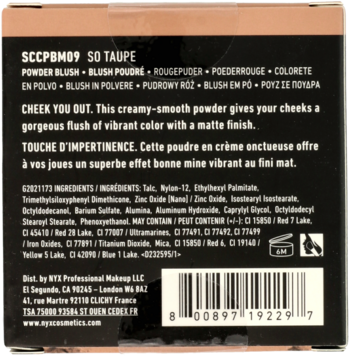 SCCPBM09 SO TAUPE
POWDER BLUSH • BLUSH POUDRÉ • ROUGEPUDER • POEDERROUGE • COLORETE
EN POLVO • BLUSH IN POLVERE • PUDROWY RÓŻ • BLUSH EM PÓ • ΡΟΥΖ ΣΕ ΠΟΥΔΡΑ
CHEEK YOU OUT. This creamy-smooth powder gives your cheeks a
gorgeous flush of vibrant color with a matte finish.
TOUCHE D'IMPERTINENCE. Cette poudre en crème onctueuse offre
à vos joues un superbe effet bonne mine vibrant au fini mat.
G2021173 INGREDIENTS / INGRÉDIENTS: Talc, Nylon-12, Ethylhexyl Palmitate,
Trimethylsiloxyphenyl Dimethicone, Zinc Oxide [Nano] / Zinc Oxide, Isostearyl Isostearate,
Octyldodecanol, Barium Sulfate, Alumina, Aluminum Hydroxide, Caprylyl Glycol, Octyldodecyl
Stearoyl Stearate, Phenoxyethanol. MAY CONTAIN / PEUT CONTENIR (+/-): CI 15850 / Red 7 Lake,
CI 45410 / Red 28 Lake, CI 77007 / Ultramarines, CI 77491, CI 77492, CI 77499
/ Iron Oxides, CI 77891 / Titanium Dioxide, Mica, CI 15850 / Red 6, CI 19140 /
Yellow 5 Lake, CI 42090 / Blue 1 Lake. <D232595/1>
6M
Dist. by NYX Professional Makeup LLC
El Segundo, CA 90245 – London W6 8AZ
41, rue Martre 92110 CLICHY France
TSA 75000 93584 ST OUEN CEDEX FR
www.nyxcosmetics.com
8 00897 19229 7